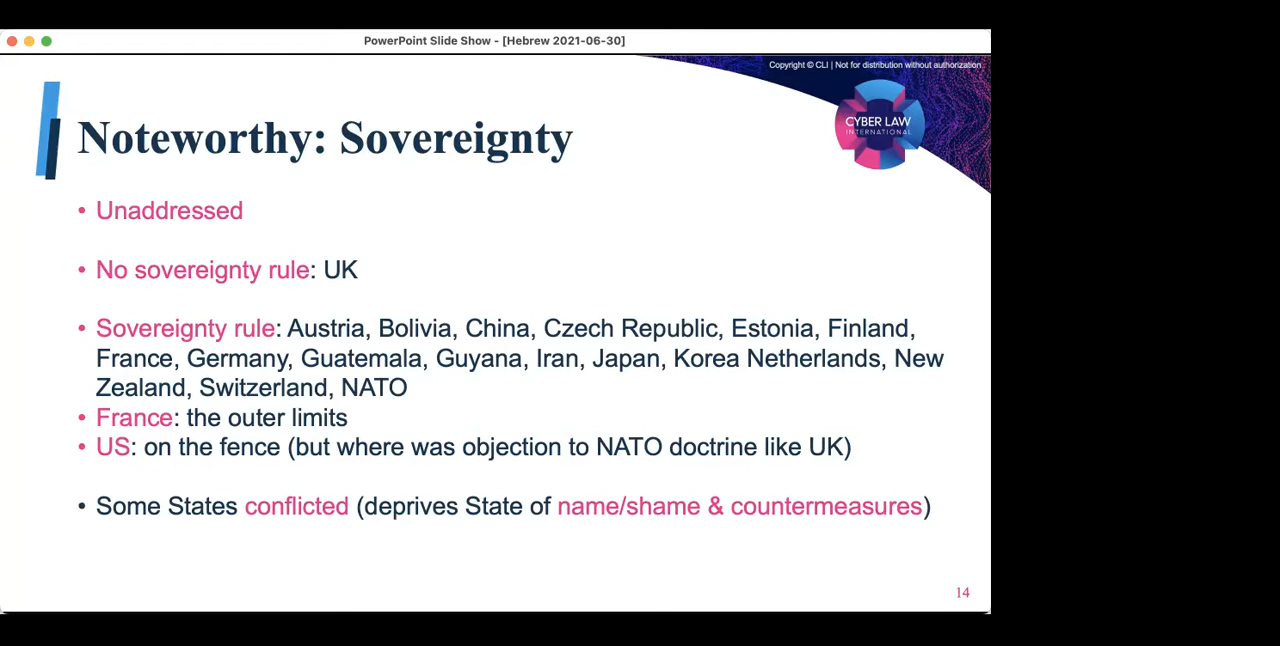 PowerPoint Slide Show - [Hebrew 2021-06-30]
Copyright © CLI | Not for distribution without authorization
CYBER LAW
INTERNATIONAL
Noteworthy: Sovereignty
• Unaddressed
• No sovereignty rule: UK
• Sovereignty rule: Austria, Bolivia, China, Czech Republic, Estonia, Finland,
France, Germany, Guatemala, Guyana, Iran, Japan, Korea Netherlands, New
Zealand, Switzerland, NATO
• France: the outer limits
• US: on the fence (but where was objection to NATO doctrine like UK)
• Some States conflicted (deprives State of name/shame & countermeasures)
14